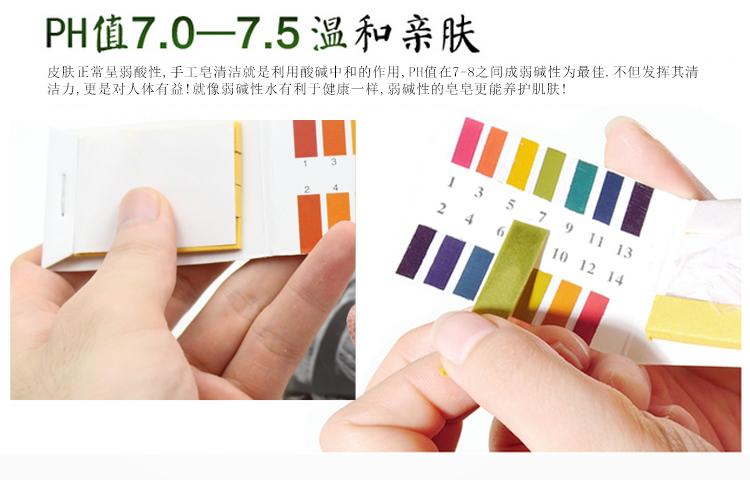 PH值7.0—7.5 温和亲肤
皮肤正常呈弱酸性,手工皂清洁就是利用酸碱中和的作用,PH值在7-8之间成弱碱性为最佳.不但发挥其清
洁力,更是对人体有益!就像弱碱性水有利于健康一样,弱碱性的皂皂更能养护肌肤!
1 3
2 4
1 3 5 7 9 11 13
2 4 6 10 12 14